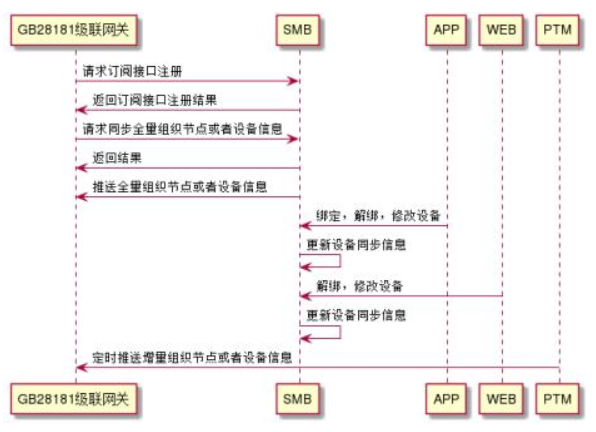 GB28181级联网关 SMB APP WEB PTM
请求订阅接口注册
返回订阅接口注册结果
请求同步全量组织节点或者设备信息
返回结果
推送全量组织节点或者设备信息
绑定，解绑，修改设备
更新设备同步信息
解绑，修改设备
更新设备同步信息
定时推送增量组织节点或者设备信息
GB28181级联网关 SMB APP WEB PTM